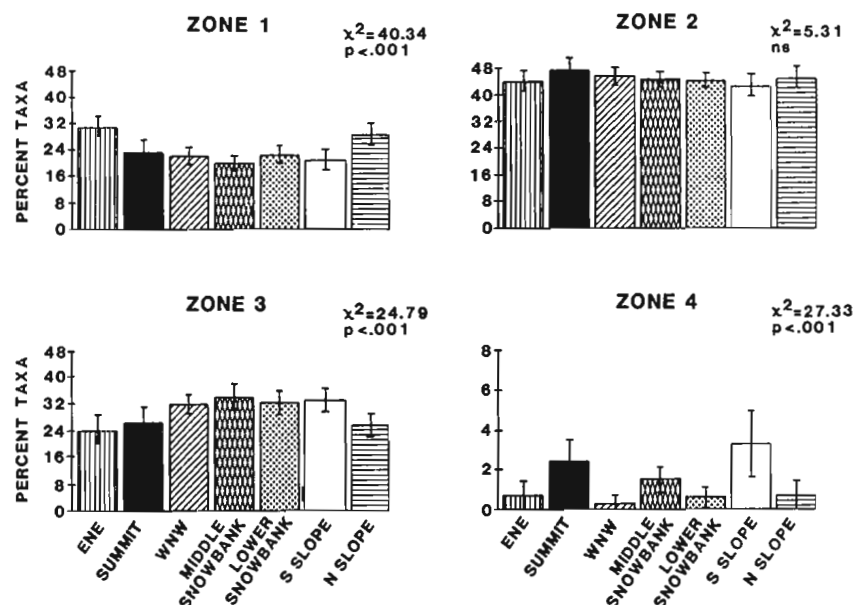 ZONE 1
χ²=40.34
p<.001
PERCENT TAXA
48
40
32
24
16
8
0
ZONE 2
χ²=5.31
ns
48
40
32
24
16
8
0
ZONE 3
χ²=24.79
p<.001
PERCENT TAXA
48
40
32
24
16
8
0
ENE
SUMMIT
WNW
MIDDLE
SNOWBANK
LOWER
SNOWBANK
S SLOPE
N SLOPE
ZONE 4
χ²=27.33
p<.001
8
6
4
2
0
ENE
SUMMIT
WNW
MIDDLE
SNOWBANK
LOWER
SNOWBANK
S SLOPE
N SLOPE